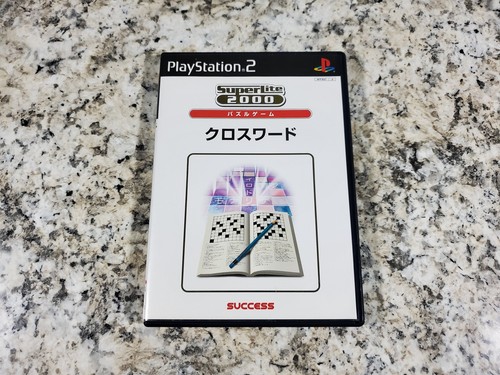 PlayStation®2
SuperLite
2000
パズルゲーム
クロスワード
SUCCESS